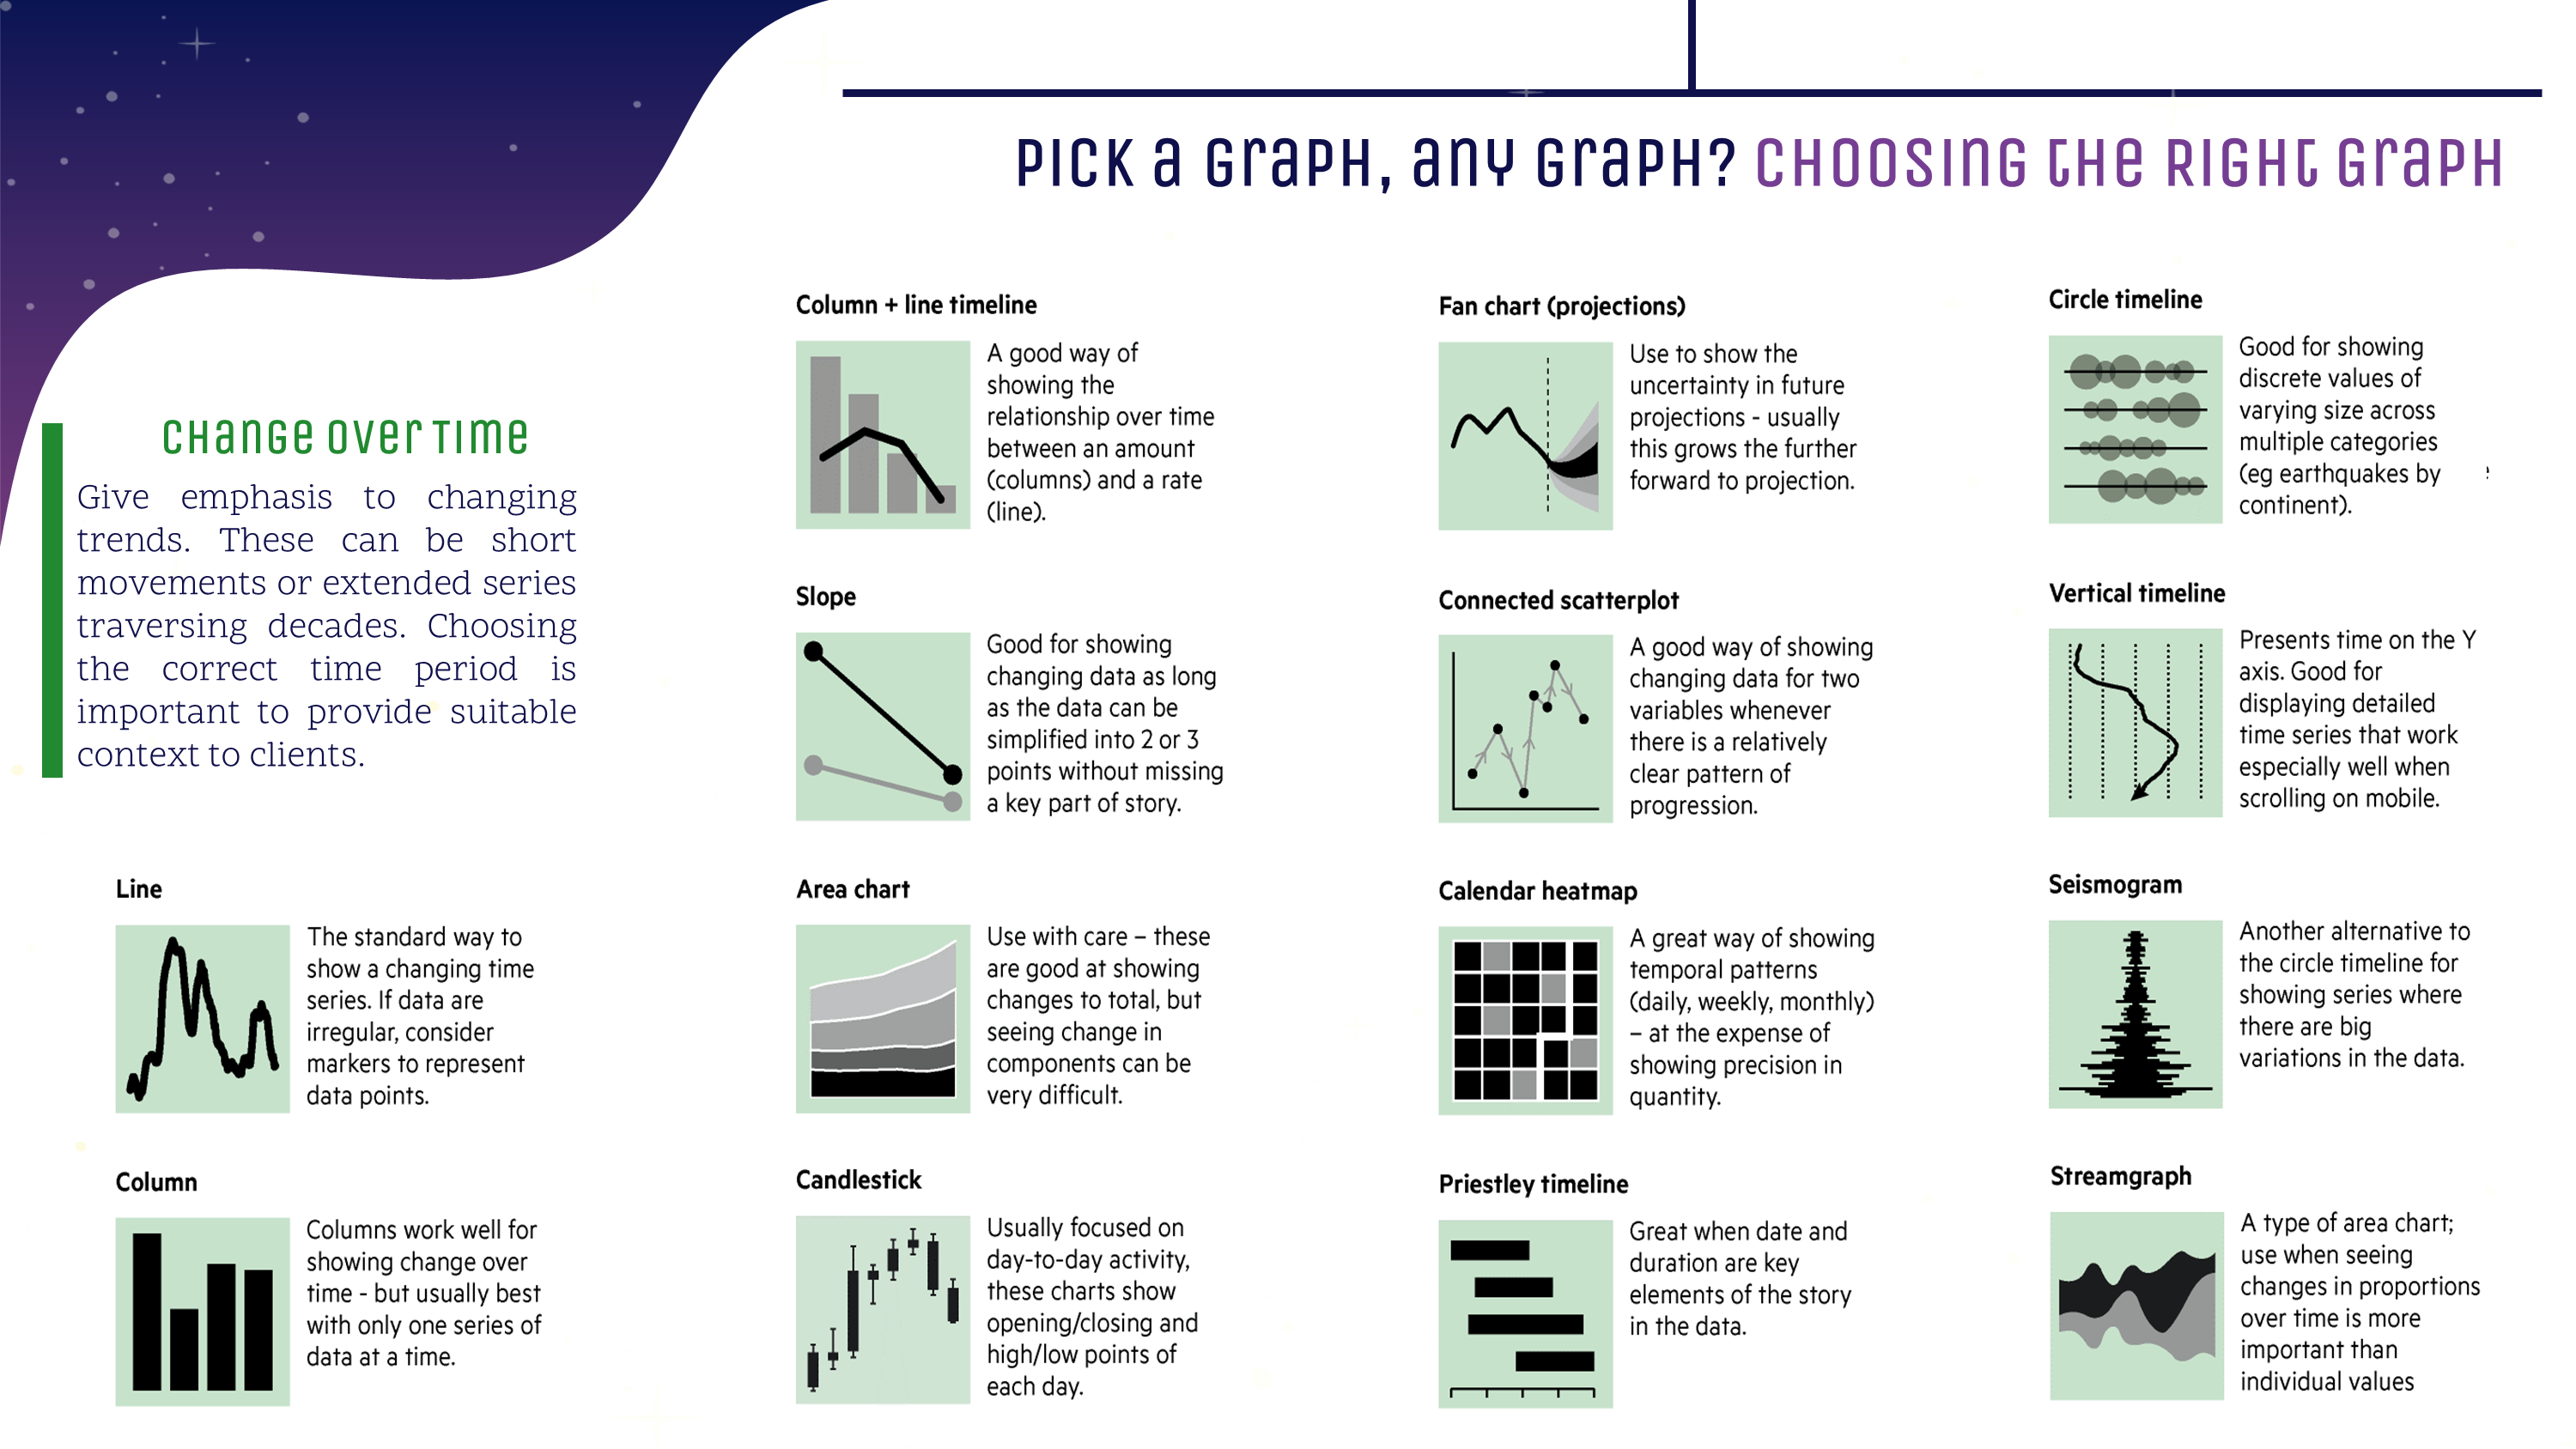 PICK a GraPH, any GraPH? CHOOSING the RIGHT GraPH
CHanGe over Time
Give emphasis to changing
trends. These can be short
movements or extended series
traversing decades. Choosing
the correct time period is
important to provide suitable
context to clients.
Line
The standard way to
show a changing time
series. If data are
irregular, consider
markers to represent
data points.
Column
Columns work well for
showing change over
time - but usually best
with only one series of
data at a time.
Column + line timeline
A good way of
showing the
relationship over time
between an amount
(columns) and a rate
(line).
Slope
Good for showing
changing data as long
as the data can be
simplified into 2 or 3
points without missing
a key part of story.
Area chart
Use with care – these
are good at showing
changes to total, but
seeing change in
components can be
very difficult.
Candlestick
Usually focused on
day-to-day activity,
these charts show
opening/closing and
high/low points of
each day.
Fan chart (projections)
Use to show the
uncertainty in future
projections - usually
this grows the further
forward to projection.
Connected scatterplot
A good way of showing
changing data for two
variables whenever
there is a relatively
clear pattern of
progression.
Calendar heatmap
A great way of showing
temporal patterns
(daily, weekly, monthly)
– at the expense of
showing precision in
quantity.
Priestley timeline
Great when date and
duration are key
elements of the story
in the data.
Circle timeline
Good for showing
discrete values of
varying size across
multiple categories
(eg earthquakes by
continent).
Vertical timeline
Presents time on the Y
axis. Good for
displaying detailed
time series that work
especially well when
scrolling on mobile.
Seismogram
Another alternative to
the circle timeline for
showing series where
there are big
variations in the data.
Streamgraph
A type of area chart;
use when seeing
changes in proportions
over time is more
important than
individual values